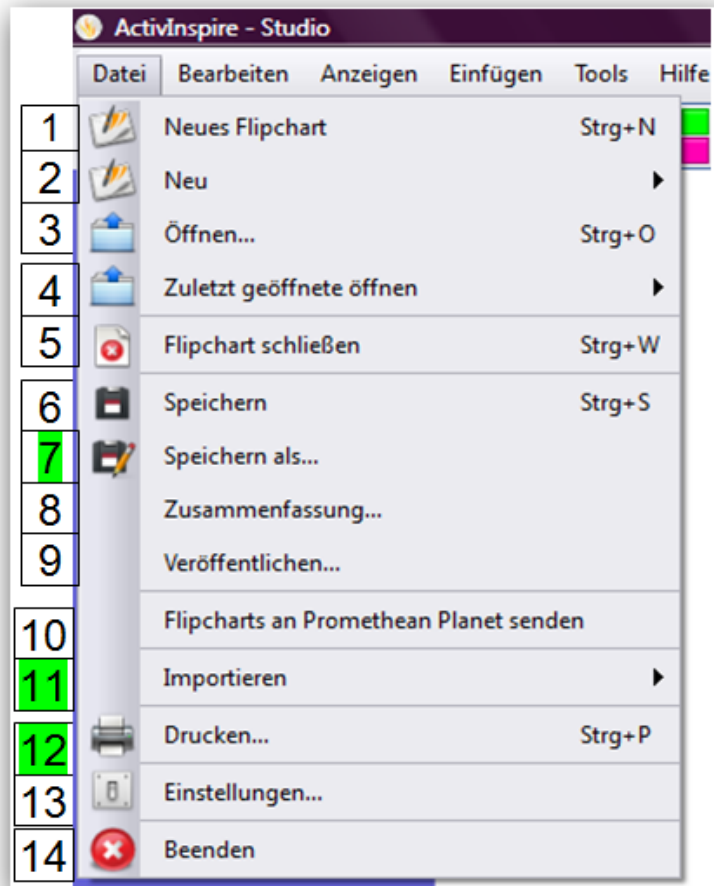 ActivInspire - Studio
Datei Bearbeiten Anzeigen Einfügen Tools Hilfe
1 Neues Flipchart Strg+N
2 Neu
3 Öffnen... Strg+O
4 Zuletzt geöffnete öffnen
5 Flipchart schließen Strg+W
6 Speichern Strg+S
7 Speichern als...
8 Zusammenfassung...
9 Veröffentlichen...
10 Flipcharts an Promethean Planet senden
11 Importieren
12 Drucken... Strg+P
13 Einstellungen...
14 Beenden